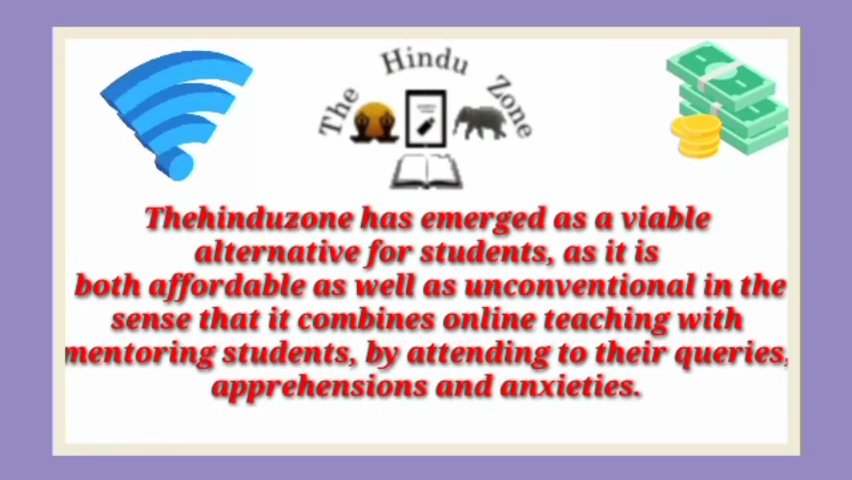 The Hindu Zone
Thehinduzone has emerged as a viable
alternative for students, as it is
both affordable as well as unconventional in the
sense that it combines online teaching with
mentoring students, by attending to their queries,
apprehensions and anxieties.